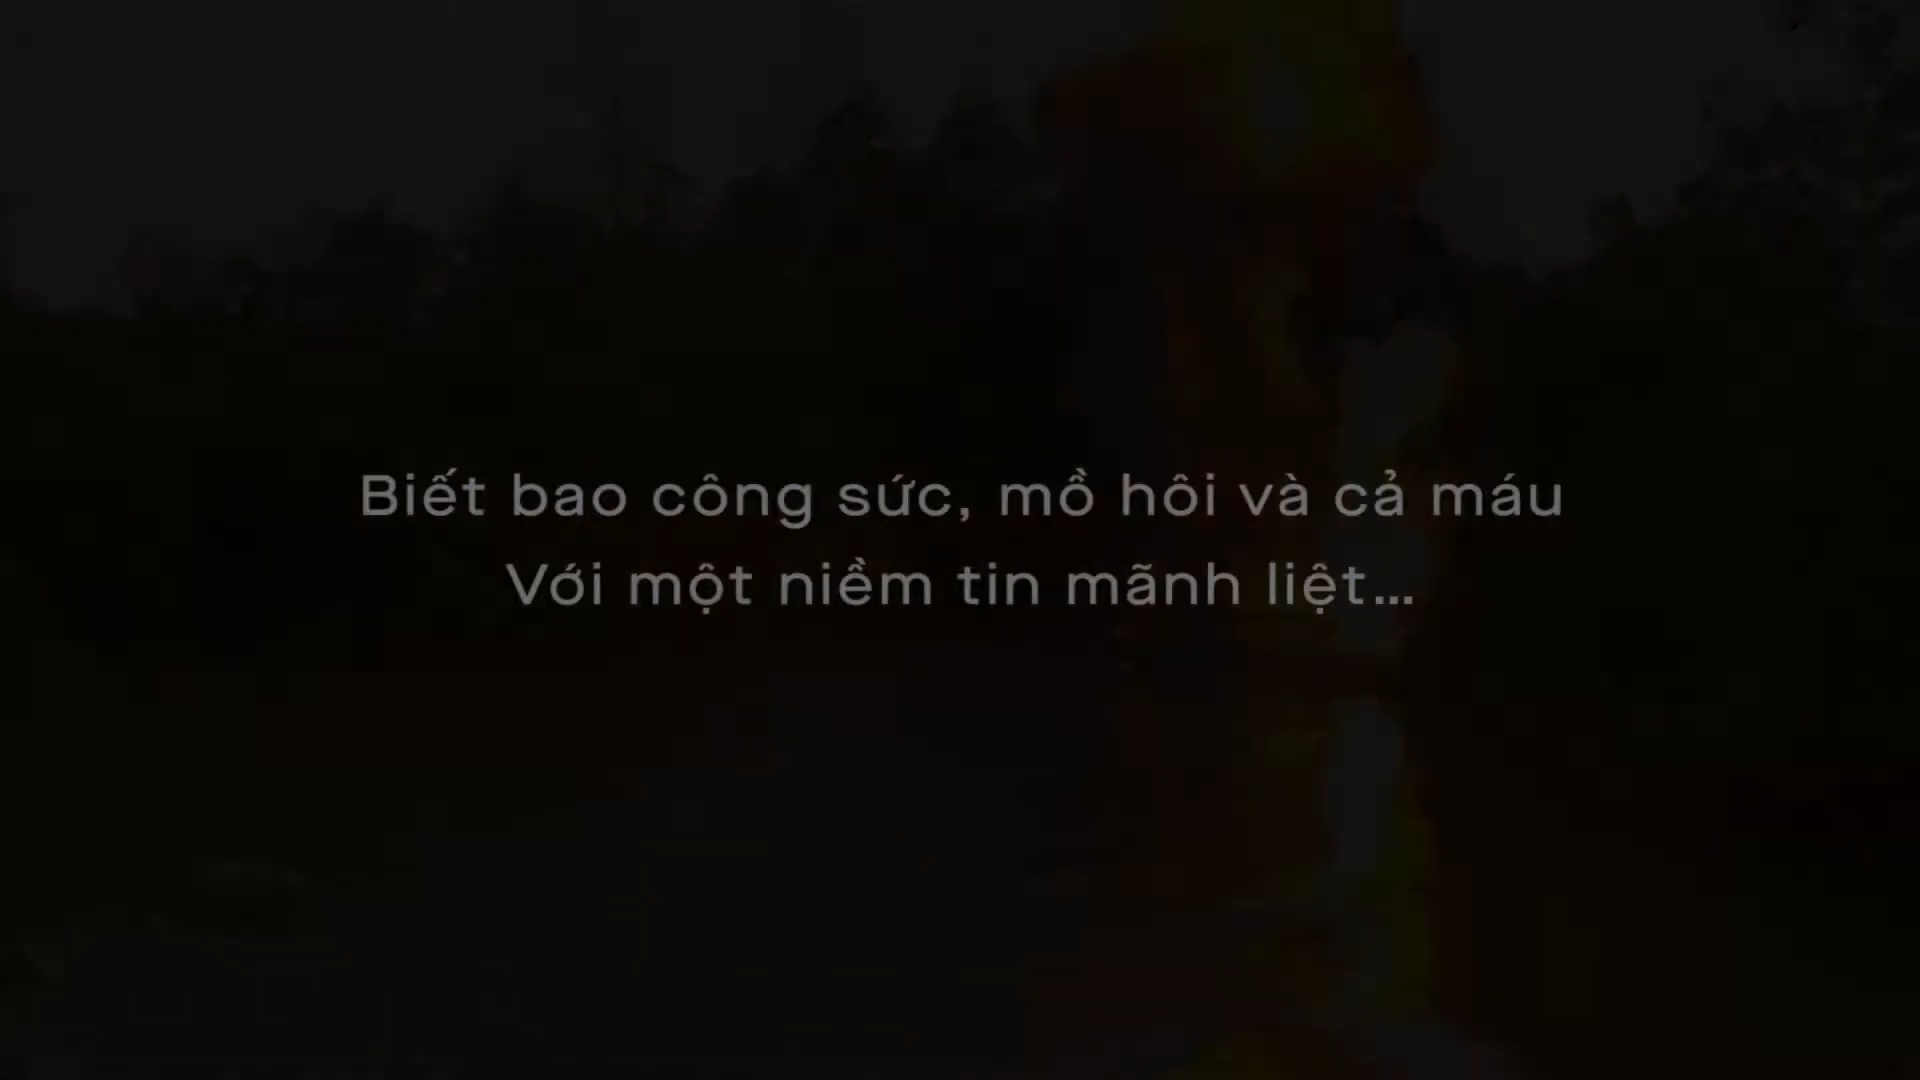 Biết bao công sức, mồ hôi và cả máu
Với một niềm tin mãnh liệt...